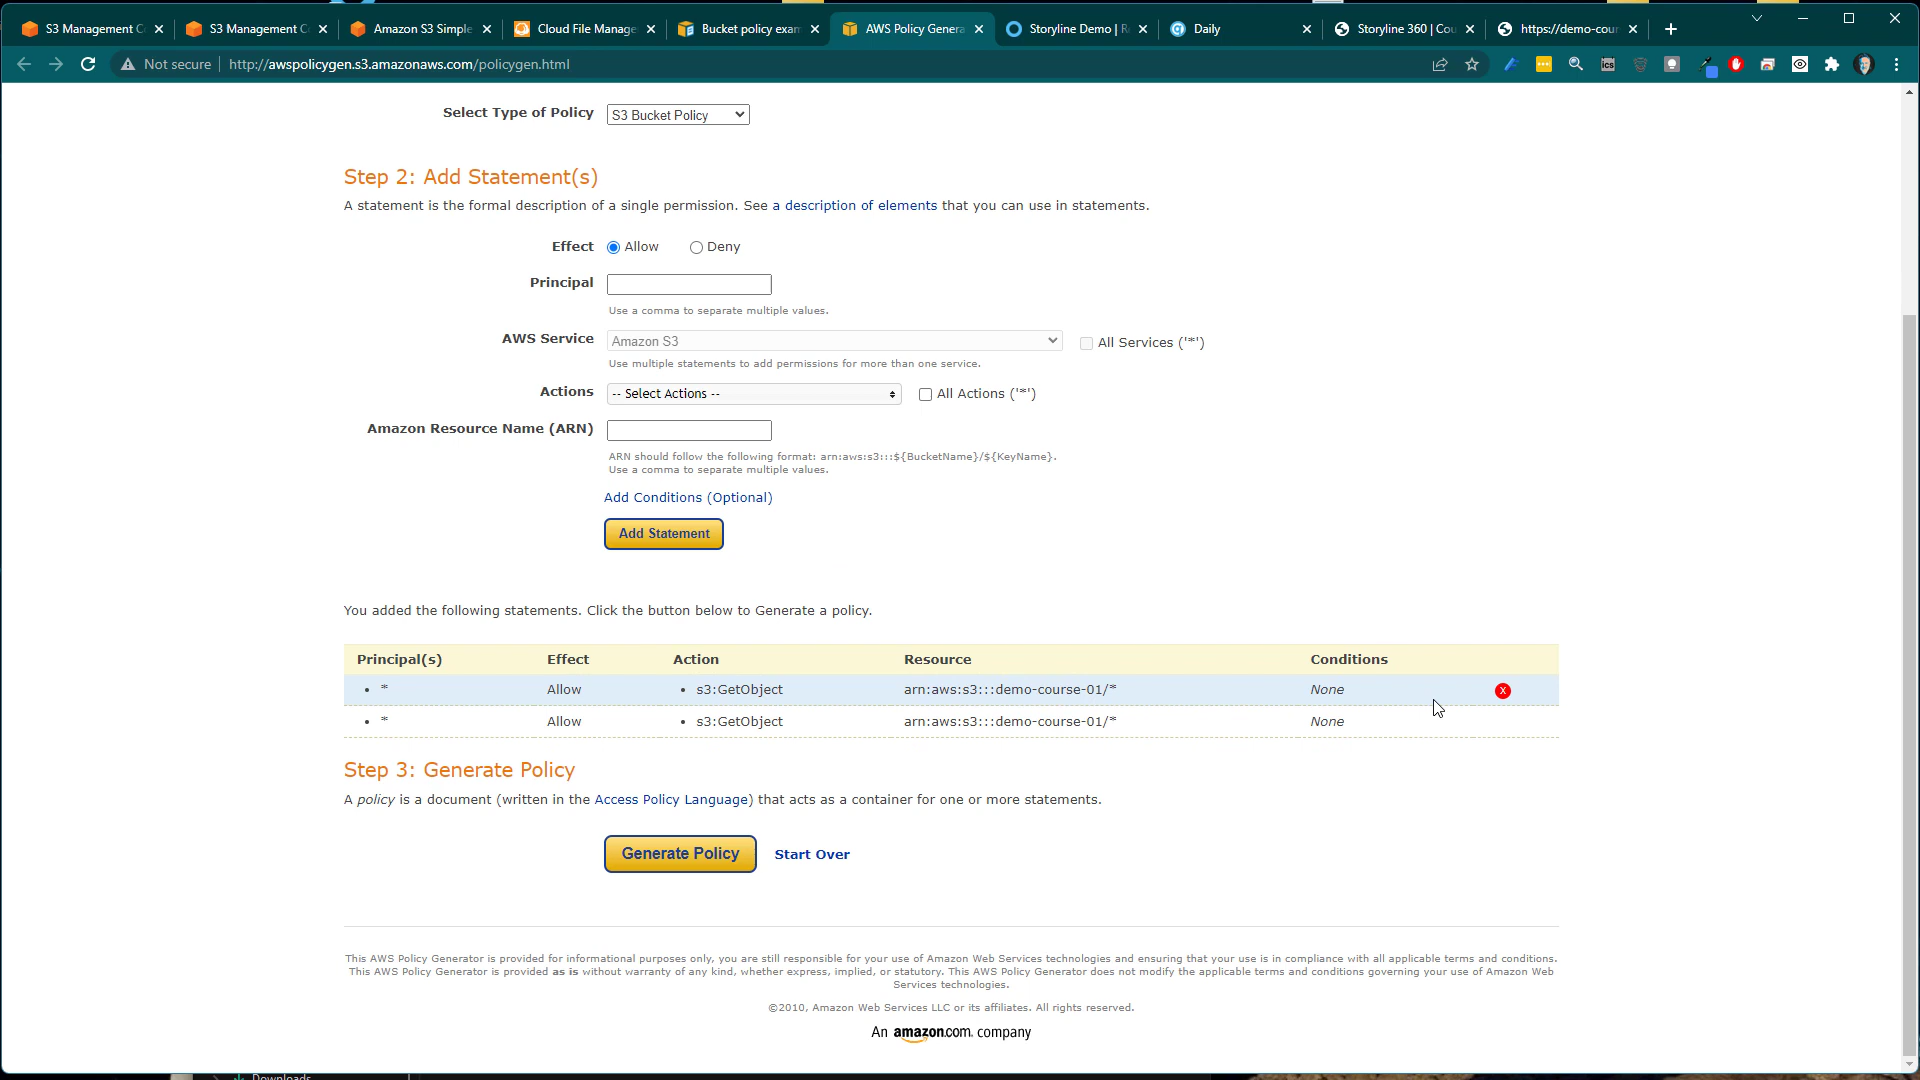 S3 Management C
S3 Management C
Amazon S3 Simple
Cloud File Manage
Bucket policy exam
AWS Policy Genera
Storyline Demo | R
Daily
Storyline 360 | Cou
https://demo-cour
Not secure
http://awspolicygen.s3.amazonaws.com/policygen.html
Select Type of Policy
S3 Bucket Policy
Step 2: Add Statement(s)
A statement is the formal description of a single permission. See a description of elements that you can use in statements.
Effect
Allow
Deny
Principal
Use a comma to separate multiple values.
AWS Service
Amazon S3
All Services ('*')
Use multiple statements to add permissions for more than one service.
Actions
-- Select Actions --
All Actions ('*')
Amazon Resource Name (ARN)
ARN should follow the following format: arn:aws:s3:::${BucketName}/${KeyName}.
Use a comma to separate multiple values.
Add Conditions (Optional)
Add Statement
You added the following statements. Click the button below to Generate a policy.
Principal(s) Effect Action Resource Conditions
• * Allow • s3:GetObject arn:aws:s3:::demo-course-01/* None X
• * Allow • s3:GetObject arn:aws:s3:::demo-course-01/* None
Step 3: Generate Policy
A policy is a document (written in the Access Policy Language) that acts as a container for one or more statements.
Generate Policy
Start Over
This AWS Policy Generator is provided for informational purposes only, you are still responsible for your use of Amazon Web Services technologies and ensuring that your use is in compliance with all applicable terms and conditions.
This AWS Policy Generator is provided as is without warranty of any kind, whether express, implied, or statutory. This AWS Policy Generator does not modify the applicable terms and conditions governing your use of Amazon Web
Services technologies.
©2010, Amazon Web Services LLC or its affiliates. All rights reserved.
An amazon.com. company
Downloads